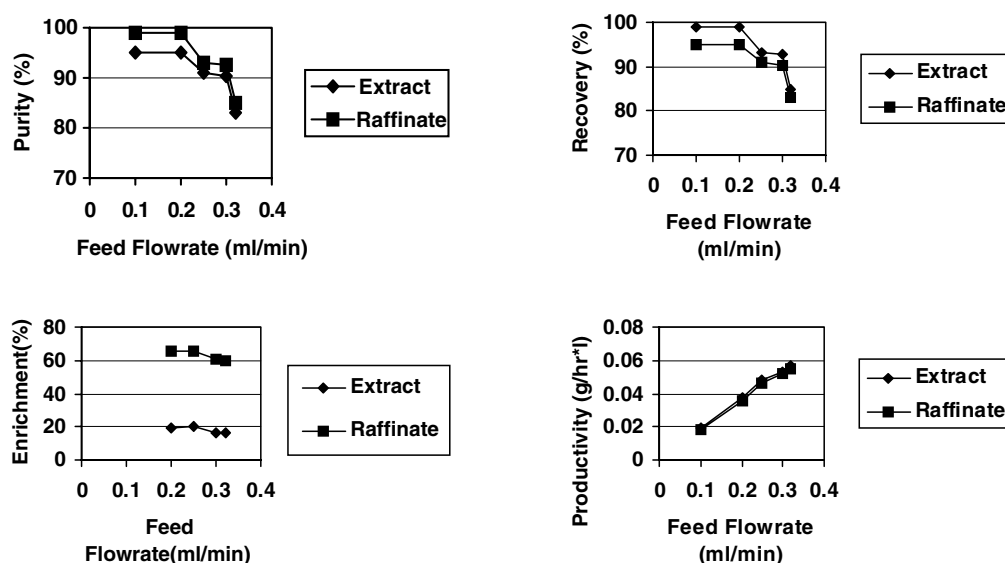 100
90
80
70
Purity (%)
0 0.1 0.2 0.3 0.4
Feed Flowrate (ml/min)
Extract
Raffinate
100
90
80
70
Recovery (%)
0 0.1 0.2 0.3 0.4
Feed Flowrate
(ml/min)
Extract
Raffinate
80
60
40
20
0
Enrichment(%)
0 0.1 0.2 0.3 0.4
Feed
Flowrate(ml/min)
Extract
Raffinate
0.08
0.06
0.04
0.02
0
Productivity (g/hr*l)
0 0.1 0.2 0.3 0.4
Feed Flowrate
(ml/min)
Extract
Raffinate